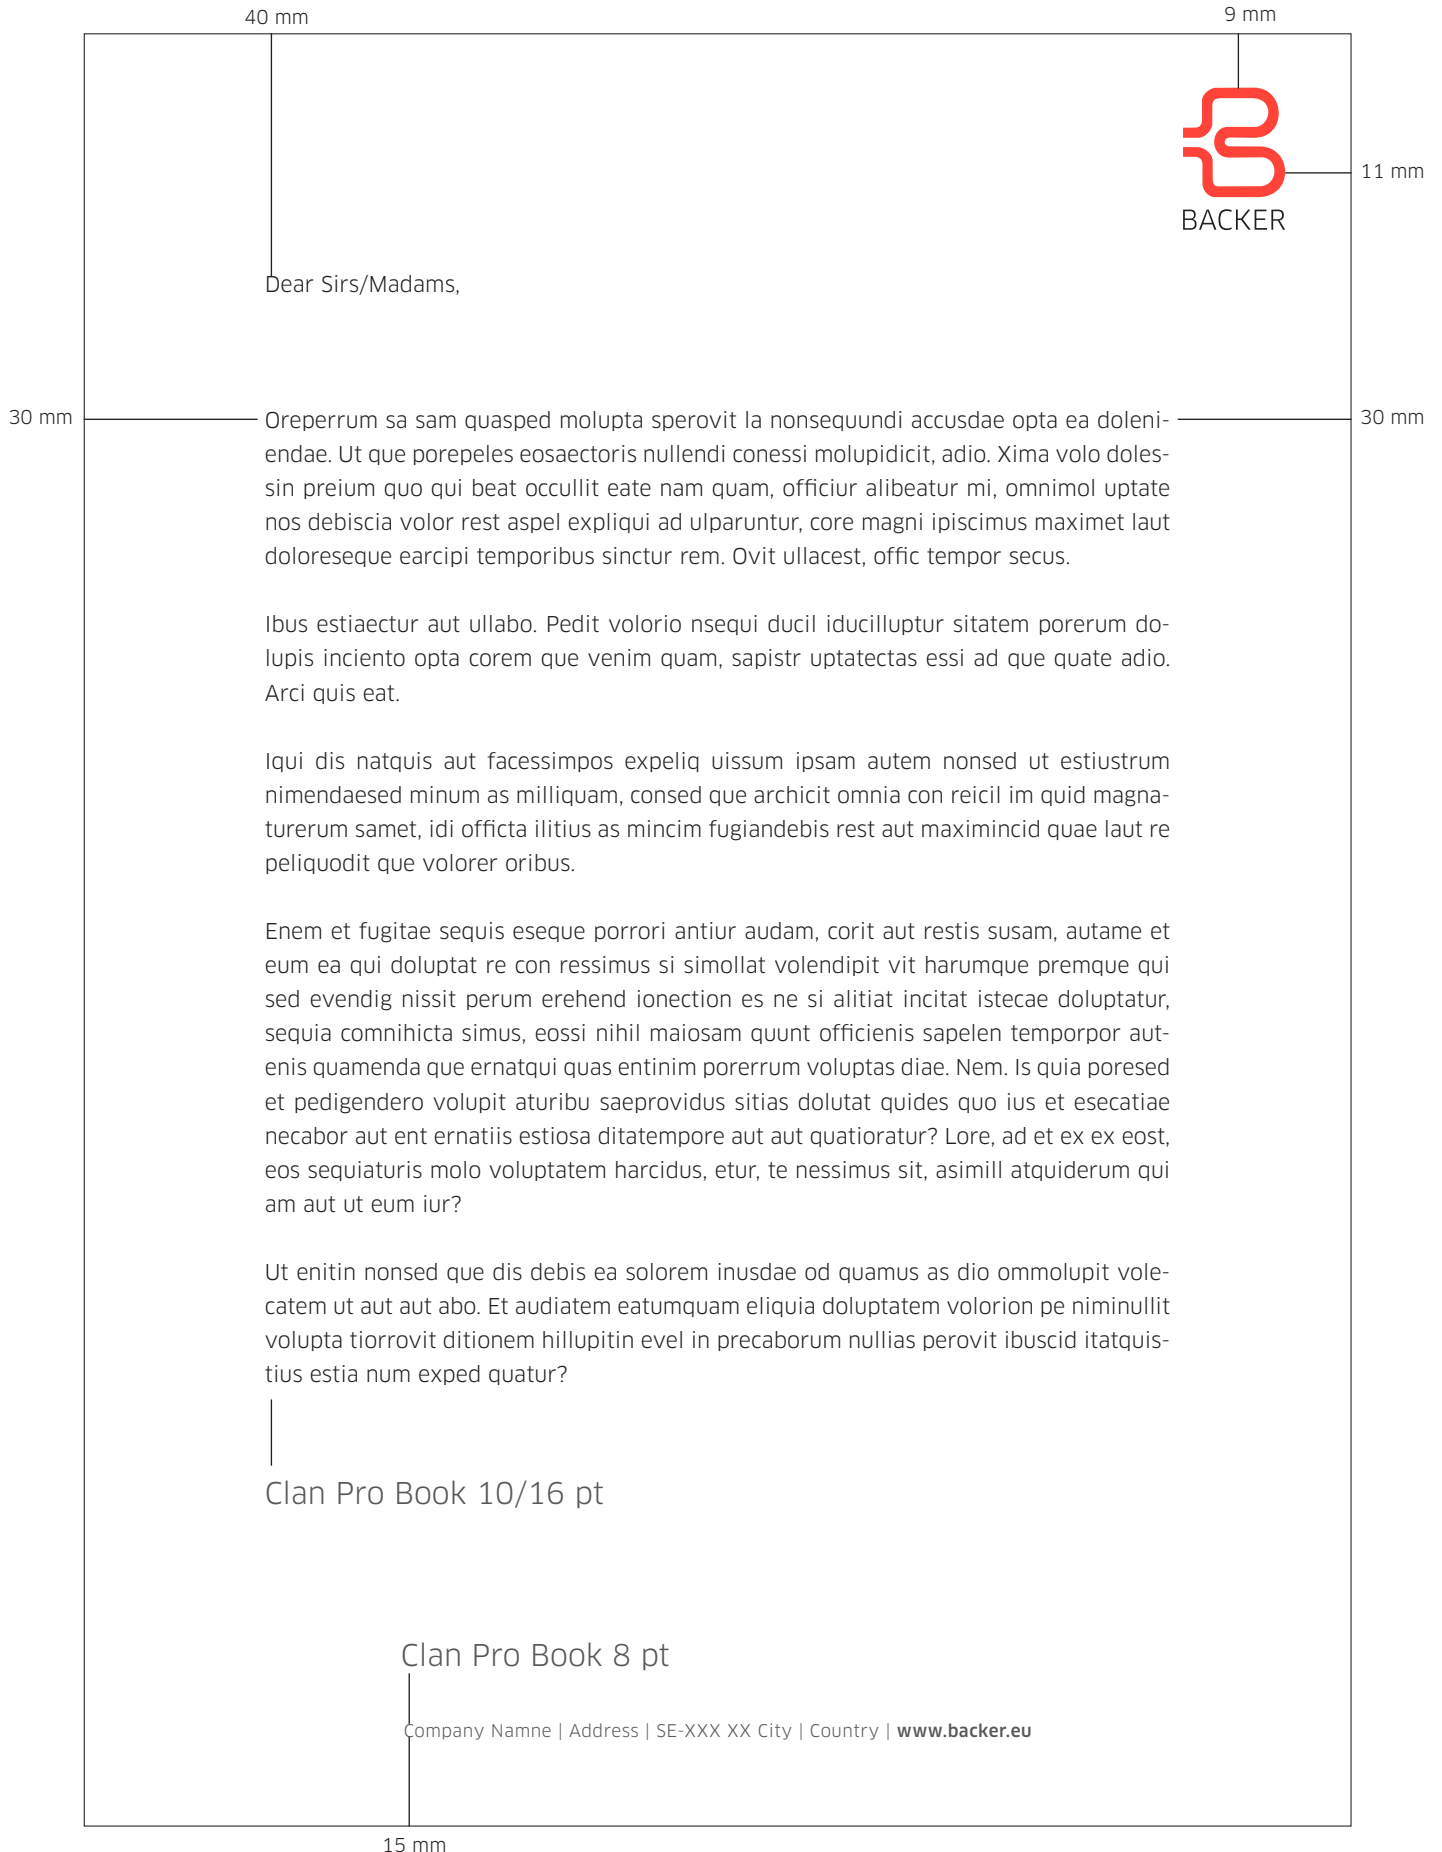 40 mm
9 mm
11 mm
BACKER
Dear Sirs/Madams,
30 mm
30 mm
Oreperrum sa sam quasped molupta sperovit la nonsequundi accusdae opta ea doleni-
endae. Ut que porepeles eosaectoris nullendi conessi molupidicit, adio. Xima volo doles-
sin preium quo qui beat occullit eate nam quam, officiur alibeatur mi, omnimol uptate
nos debiscia volor rest aspel expliqui ad ulparuntur, core magni ipiscimus maximet laut
doloreseque earcipi temporibus sinctur rem. Ovit ullacest, offic tempor secus.
Ibus estiaectur aut ullabo. Pedit volorio nsequi ducil iducilluptur sitatem porerum do-
lupis inciento opta corem que venim quam, sapistr uptatectas essi ad que quate adio.
Arci quis eat.
Iqui dis natquis aut facessimpos expeliq uissum ipsam autem nonsed ut estiustrum
nimendaesed minum as milliquam, consed que archicit omnia con reicil im quid magna-
turerum samet, idi officta ilitius as mincim fugiandebis rest aut maximincid quae laut re
peliquodit que volorer oribus.
Enem et fugitae sequis eseque porrori antiur audam, corit aut restis susam, autame et
eum ea qui doluptat re con ressimus si simollat volendipit vit harumque premque qui
sed evendig nissit perum erehend ionection es ne si alitiat incitat istecae doluptatur,
sequia comnihicta simus, eossi nihil maiosam quunt officienis sapelen temporpor aut-
enis quamenda que ernatqui quas entinim porerrum voluptas diae. Nem. Is quia poresed
et pedigendero volupit aturibu saeprovidus sitias dolutat quides quo ius et esecatiae
necabor aut ent ernatiis estiosa ditatempore aut aut quatioratur? Lore, ad et ex ex eost,
eos sequiaturis molo voluptatem harcidus, etur, te nessimus sit, asimill atquiderum qui
am aut ut eum iur?
Ut enitin nonsed que dis debis ea solorem inusdae od quamus as dio ommolupit vole-
catem ut aut aut abo. Et audiatem eatumquam eliquia doluptatem volorion pe niminullit
volupta tiorrovit ditionem hillupitin evel in precaborum nullias perovit ibuscid itatquis-
tius estia num exped quatur?
Clan Pro Book 10/16 pt
Clan Pro Book 8 pt
Company Namne | Address | SE-XXX XX City | Country | www.backer.eu
15 mm